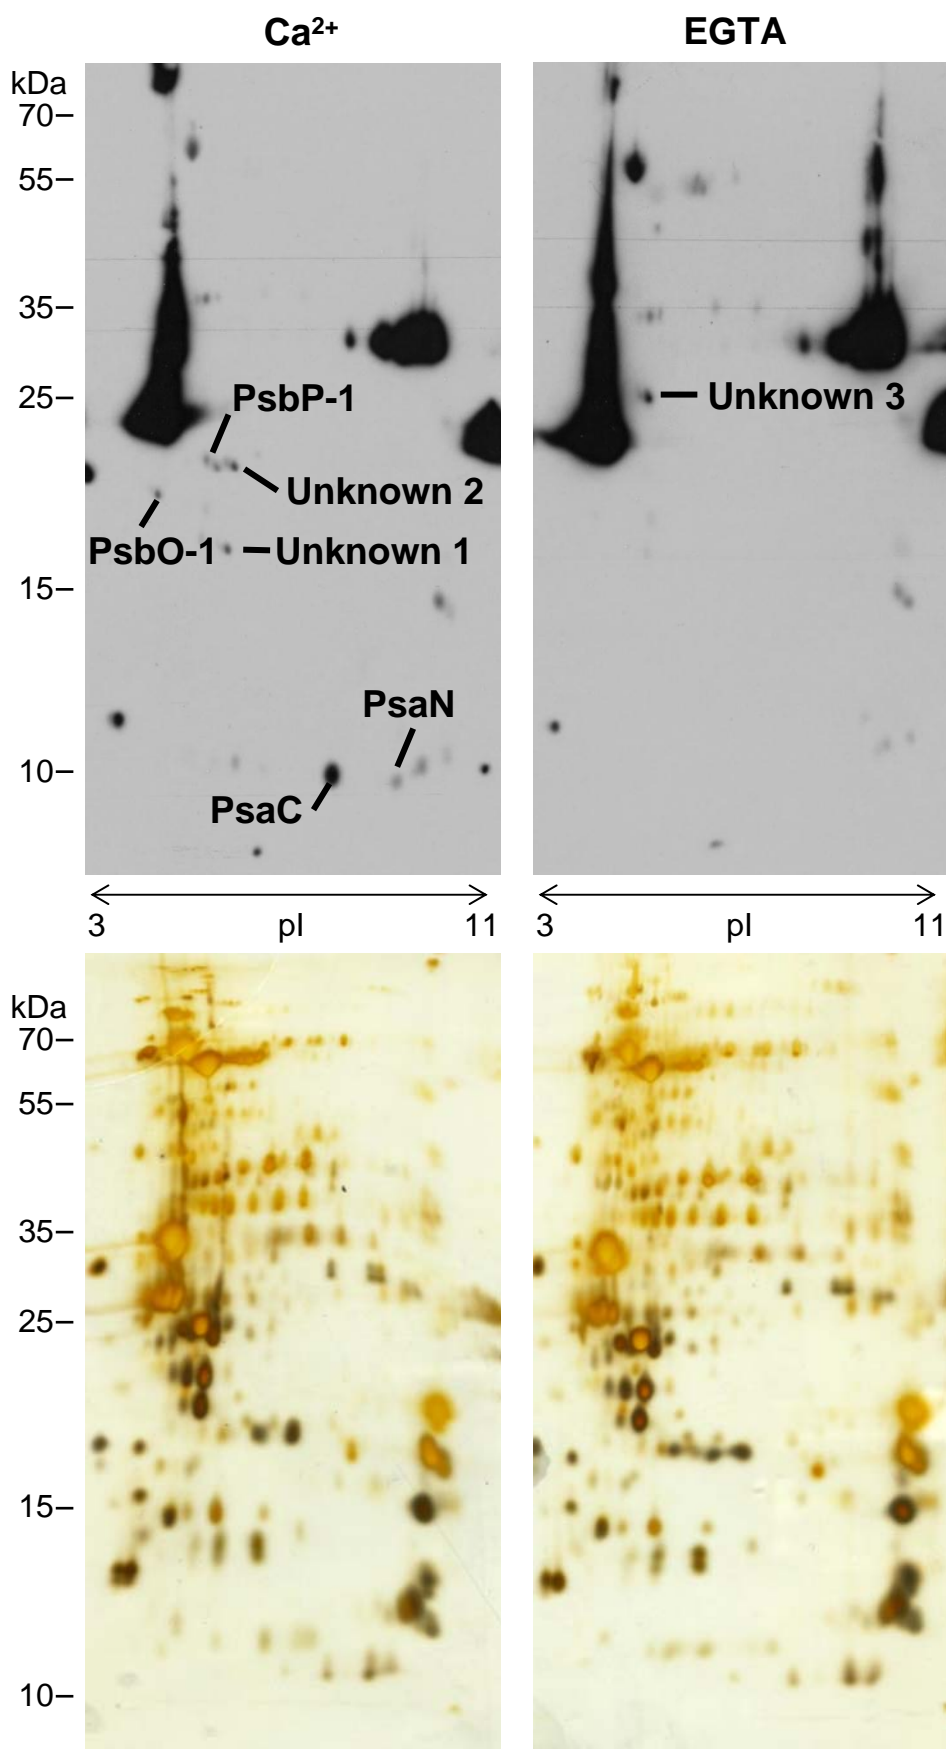 Ca²⁺ EGTA
kDa
70–
55–
35–
25–
PsbP-1
Unknown 3
Unknown 2
PsbO-1
Unknown 1
15–
PsaN
10–
PsaC
3 pI 11 3 pI 11
kDa
70–
55–
35–
25–
15–
10–